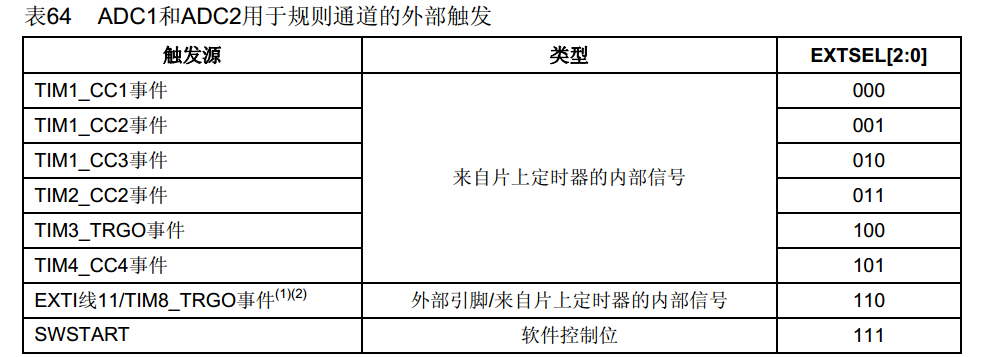 表64 ADC1和ADC2用于规则通道的外部触发
触发源 类型 EXTSEL[2:0]
TIM1_CC1事件 000
TIM1_CC2事件 001
TIM1_CC3事件 010
来自片上定时器的内部信号
TIM2_CC2事件 011
TIM3_TRGO事件 100
TIM4_CC4事件 101
EXTI线11/TIM8_TRGO事件(1)(2) 外部引脚/来自片上定时器的内部信号 110
SWSTART 软件控制位 111